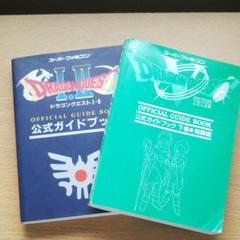 スーパーファミコン
DRAGON QUEST
I・II
ドラゴンクエストI・II
OFFICIAL GUIDE BOOK
公式ガイドブック
スーパーファミコン
DRAGON QUEST
OFFICIAL GUIDE BOOK
公式ガイドブック 下巻●知識編